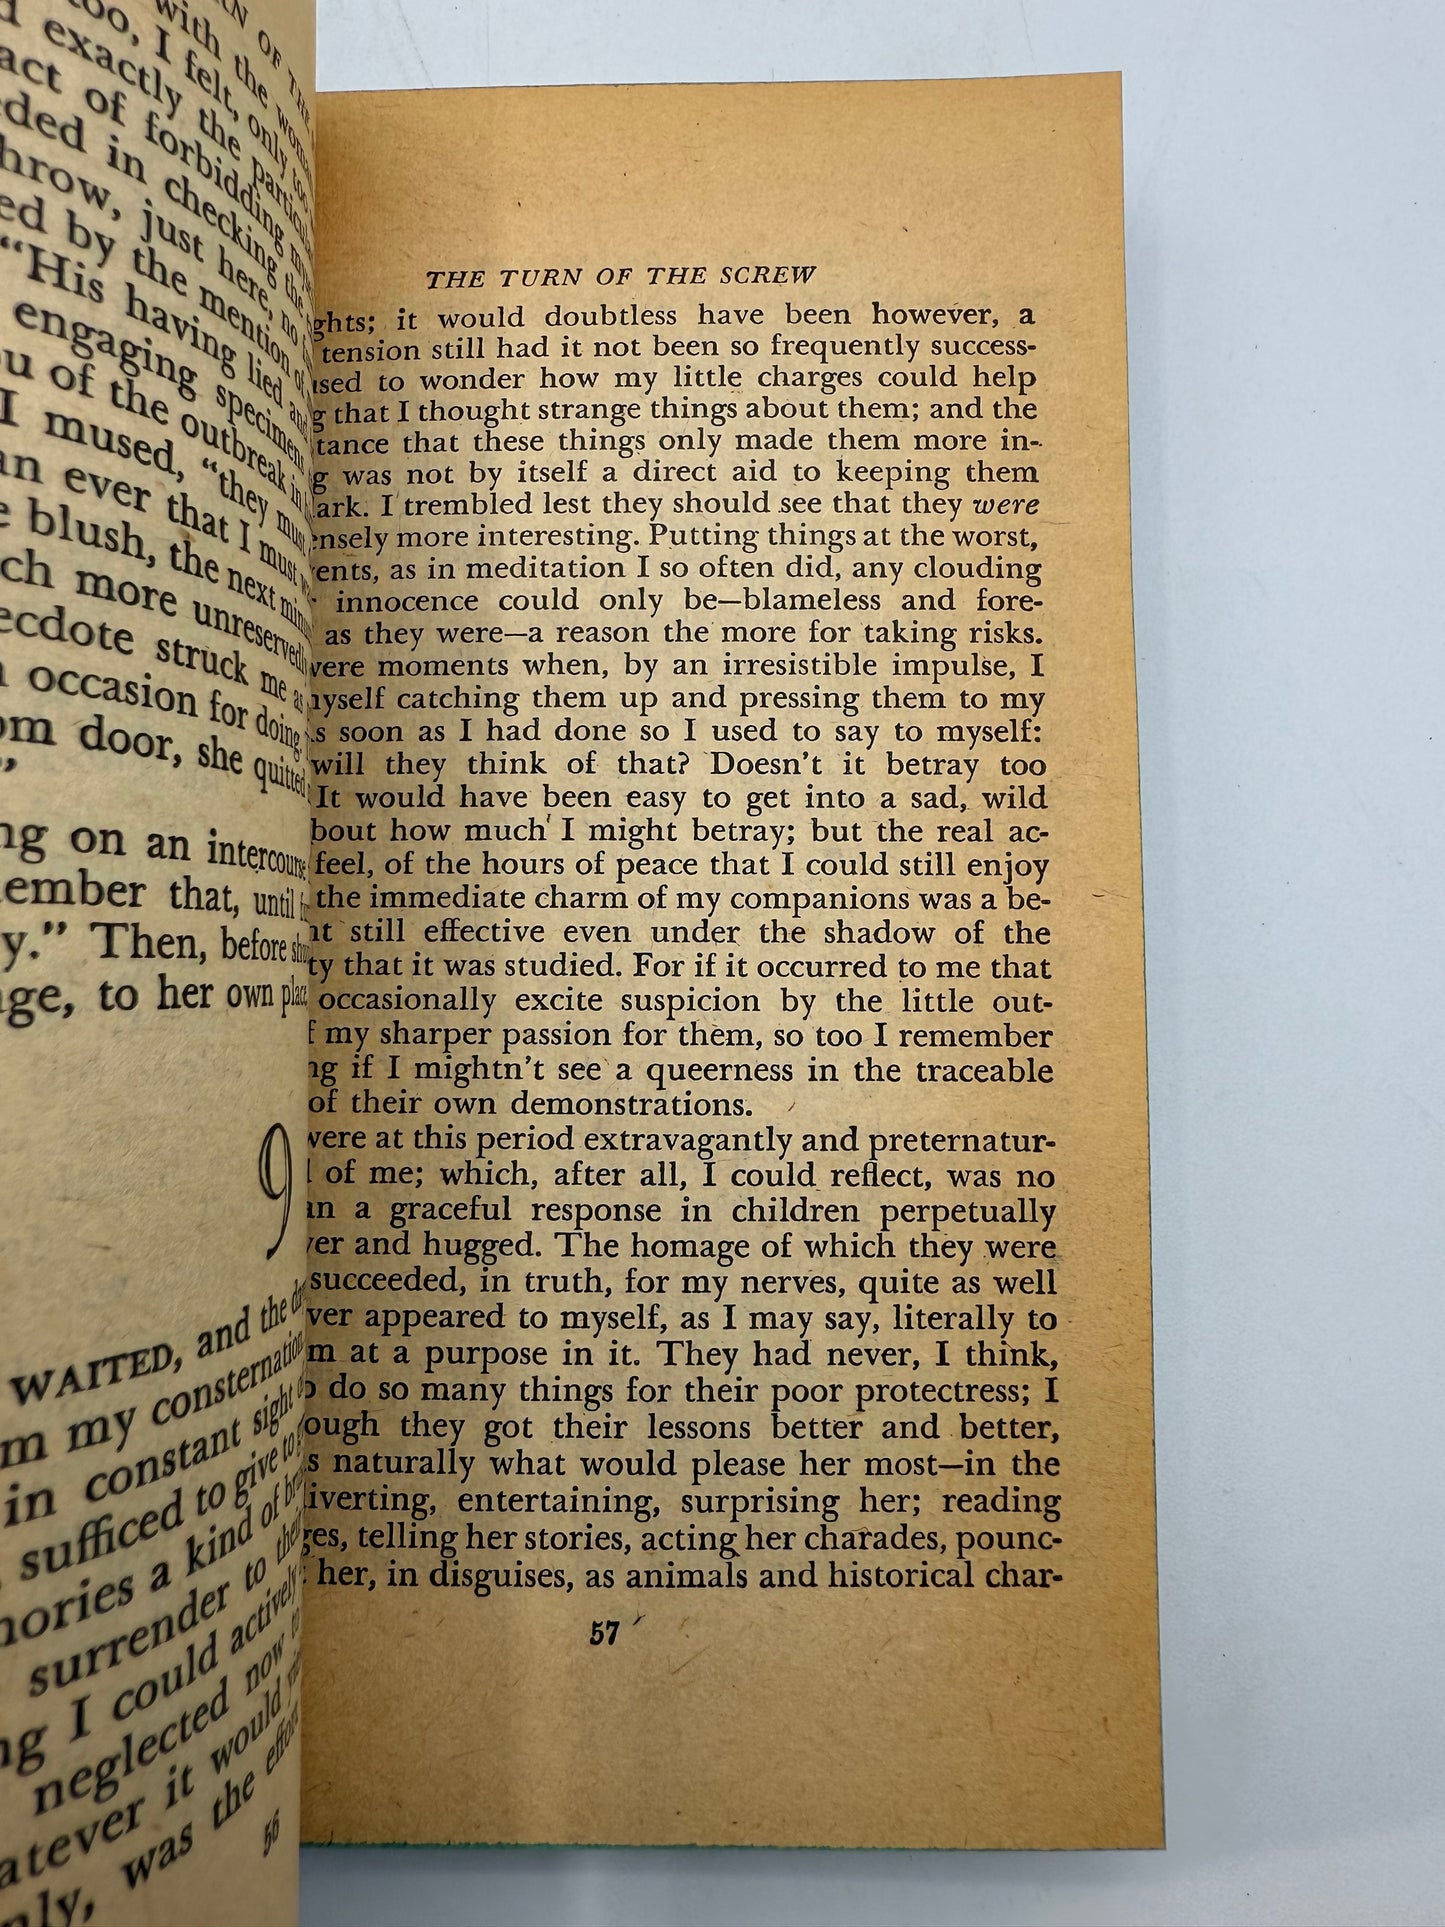 with the
too, I felt, only too
exactly the
act of forbidding
in checking the
just here, no
by the mention of
"His having lied and
engaging
of the outbreak in
I mused, "they must
ever that I must
blush, the next
more unreservedly
struck me as
occasion for doing.
door, she quitted
"
on an intercourse
that, until
Then, before
to her own place
9
WAITED, and the
my consternation
in constant sight of
sufficed to give to
a kind of
surrender to their
I could actively
neglected now to
it would
was the effort
56
THE TURN OF THE SCREW
ghts; it would doubtless have been however, a
tension still had it not been so frequently success-
used to wonder how my little charges could help
g that I thought strange things about them; and the
tance that these things only made them more in-
g was not by itself a direct aid to keeping them
ark. I trembled lest they should see that they were
ensely more interesting. Putting things at the worst,
ents, as in meditation I so often did, any clouding
innocence could only be—blameless and fore-
as they were—a reason the more for taking risks.
were moments when, by an irresistible impulse, I
myself catching them up and pressing them to my
s soon as I had done so I used to say to myself:
will they think of that? Doesn't it betray too
It would have been easy to get into a sad, wild
bout how much I might betray; but the real ac-
feel, of the hours of peace that I could still enjoy
the immediate charm of my companions was a be-
still effective even under the shadow of the
ty that it was studied. For if it occurred to me that
occasionally excite suspicion by the little out-
f my sharper passion for them, so too I remember
ng if I mightn't see a queerness in the traceable
of their own demonstrations.
were at this period extravagantly and preternatur-
of me; which, after all, I could reflect, was no
an a graceful response in children perpetually
ver and hugged. The homage of which they were
succeeded, in truth, for my nerves, quite as well
ver appeared to myself, as I may say, literally to
m at a purpose in it. They had never, I think,
do so many things for their poor protectress; I
ough they got their lessons better and better,
s naturally what would please her most—in the
iverting, entertaining, surprising her; reading
ges, telling her stories, acting her charades, pounc-
her, in disguises, as animals and historical char-
57